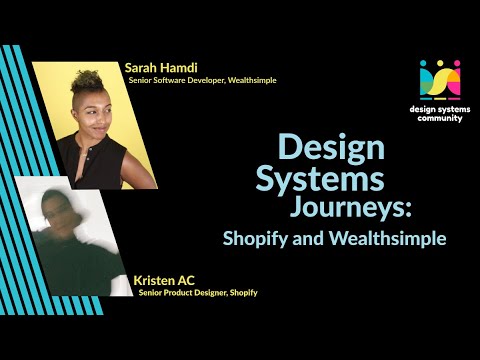 Sarah Hamdi
Senior Software Developer, Wealthsimple
design systems
community
Design
Systems
Journeys:
Shopify and Wealthsimple
Kristen AC
Senior Product Designer, Shopify